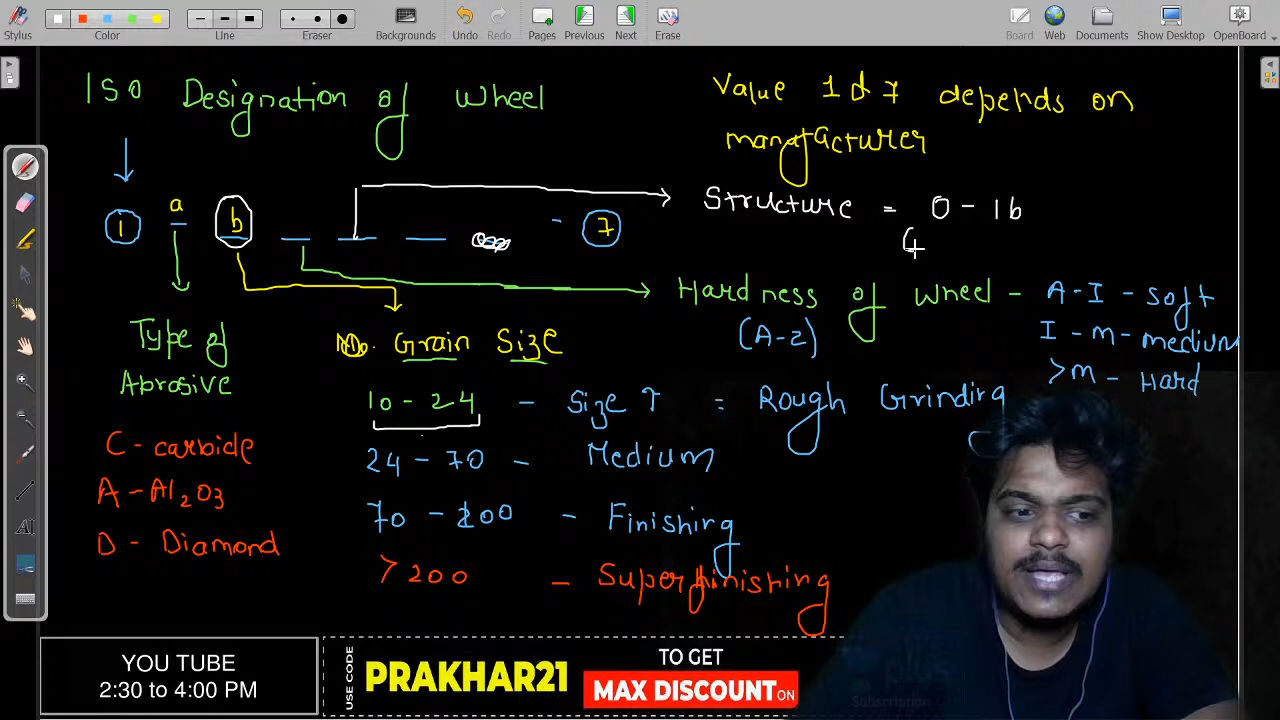 Stylus
Color
Line
Eraser
Backgrounds
Undo
Redo
Pages
Previous
Next
Erase
Board
Web
Documents
Show Desktop
OpenBoard
ISO Designation of Wheel
Value 1 & 7 depends on
manufacturer
1 a b - 7
Structure = 0 - 16
Hardness of Wheel - A-I - soft
(A-Z) I - M - medium
>M - Hard
Type of
Abrosive
C - carbide
A - Al2O3
D - Diamond
Grain Size
10 - 24 - Size ↑ = Rough Grinding
24 - 70 - Medium
70 - 200 - Finishing
>200 - Superfinishing
YOU TUBE
2:30 to 4:00 PM
USE CODE
PRAKHAR21
TO GET
MAX DISCOUNT ON
plus
Subscription